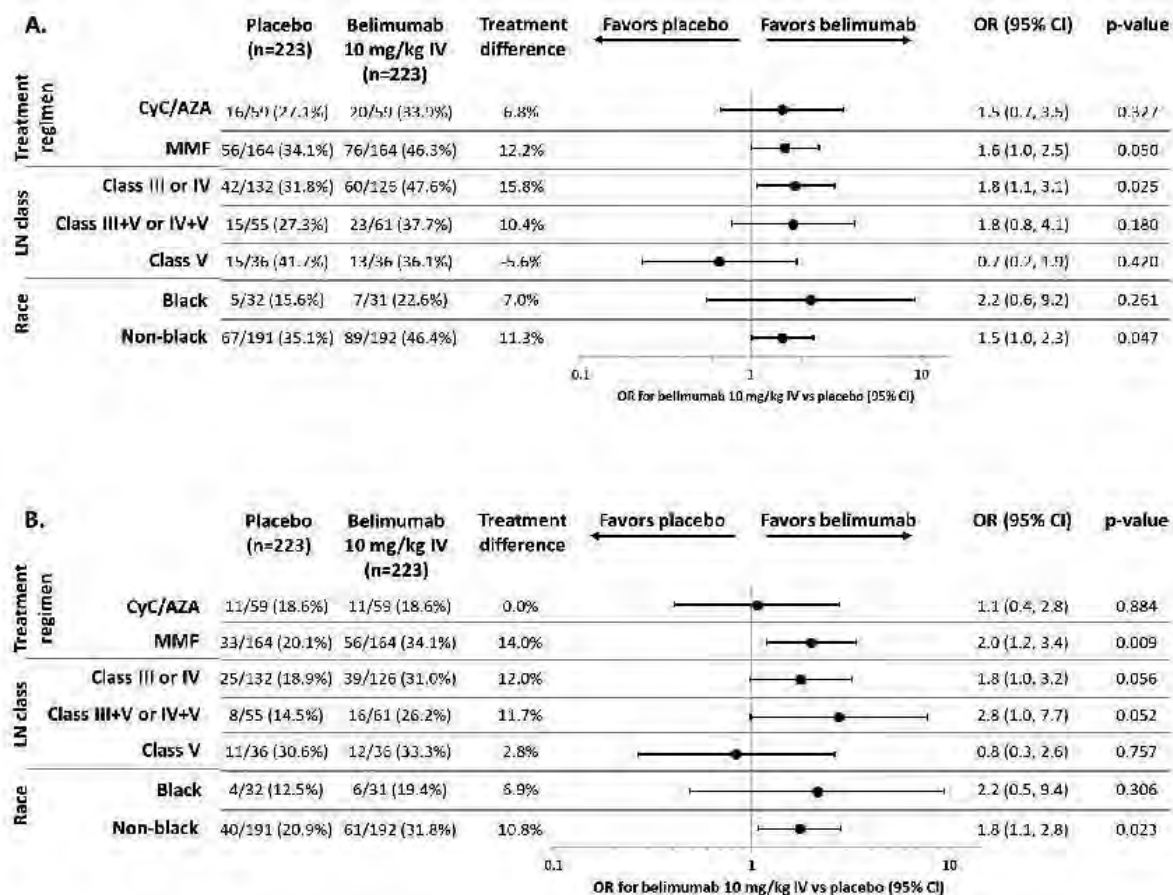 A.
Placebo (n=223) Belimumab 10 mg/kg IV (n=223) Treatment difference Favors placebo Favors belimumab OR (95% CI) p-value
Treatment regimen
CyC/AZA 16/59 (27.1%) 20/59 (33.9%) 6.8% 1.5 (0.7, 3.5) 0.327
MMF 56/164 (34.1%) 76/164 (46.3%) 12.2% 1.6 (1.0, 2.5) 0.050
LN class
Class III or IV 42/132 (31.8%) 60/126 (47.6%) 15.8% 1.8 (1.1, 3.1) 0.025
Class III+V or IV+V 15/55 (27.3%) 23/61 (37.7%) 10.4% 1.8 (0.8, 4.1) 0.180
Class V 15/36 (41.7%) 13/36 (36.1%) -5.6% 0.7 (0.2, 1.9) 0.420
Race
Black 5/32 (15.6%) 7/31 (22.6%) 7.0% 2.2 (0.6, 9.2) 0.261
Non-black 67/191 (35.1%) 89/192 (46.4%) 11.3% 1.5 (1.0, 2.3) 0.047
0.1 1 10
OR for belimumab 10 mg/kg IV vs placebo (95% CI)
B.
Placebo (n=223) Belimumab 10 mg/kg IV (n=223) Treatment difference Favors placebo Favors belimumab OR (95% CI) p-value
Treatment regimen
CyC/AZA 11/59 (18.6%) 11/59 (18.6%) 0.0% 1.1 (0.4, 2.8) 0.884
MMF 33/164 (20.1%) 56/164 (34.1%) 14.0% 2.0 (1.2, 3.4) 0.009
LN class
Class III or IV 25/132 (18.9%) 39/126 (31.0%) 12.0% 1.8 (1.0, 3.2) 0.056
Class III+V or IV+V 8/55 (14.5%) 16/61 (26.2%) 11.7% 2.8 (1.0, 7.7) 0.052
Class V 11/36 (30.6%) 12/36 (33.3%) 2.8% 0.8 (0.3, 2.6) 0.757
Race
Black 4/32 (12.5%) 6/31 (19.4%) 6.9% 2.2 (0.5, 9.4) 0.306
Non-black 40/191 (20.9%) 61/192 (31.8%) 10.8% 1.8 (1.1, 2.8) 0.023
0.1 1 10
OR for belimumab 10 mg/kg IV vs placebo (95% CI)